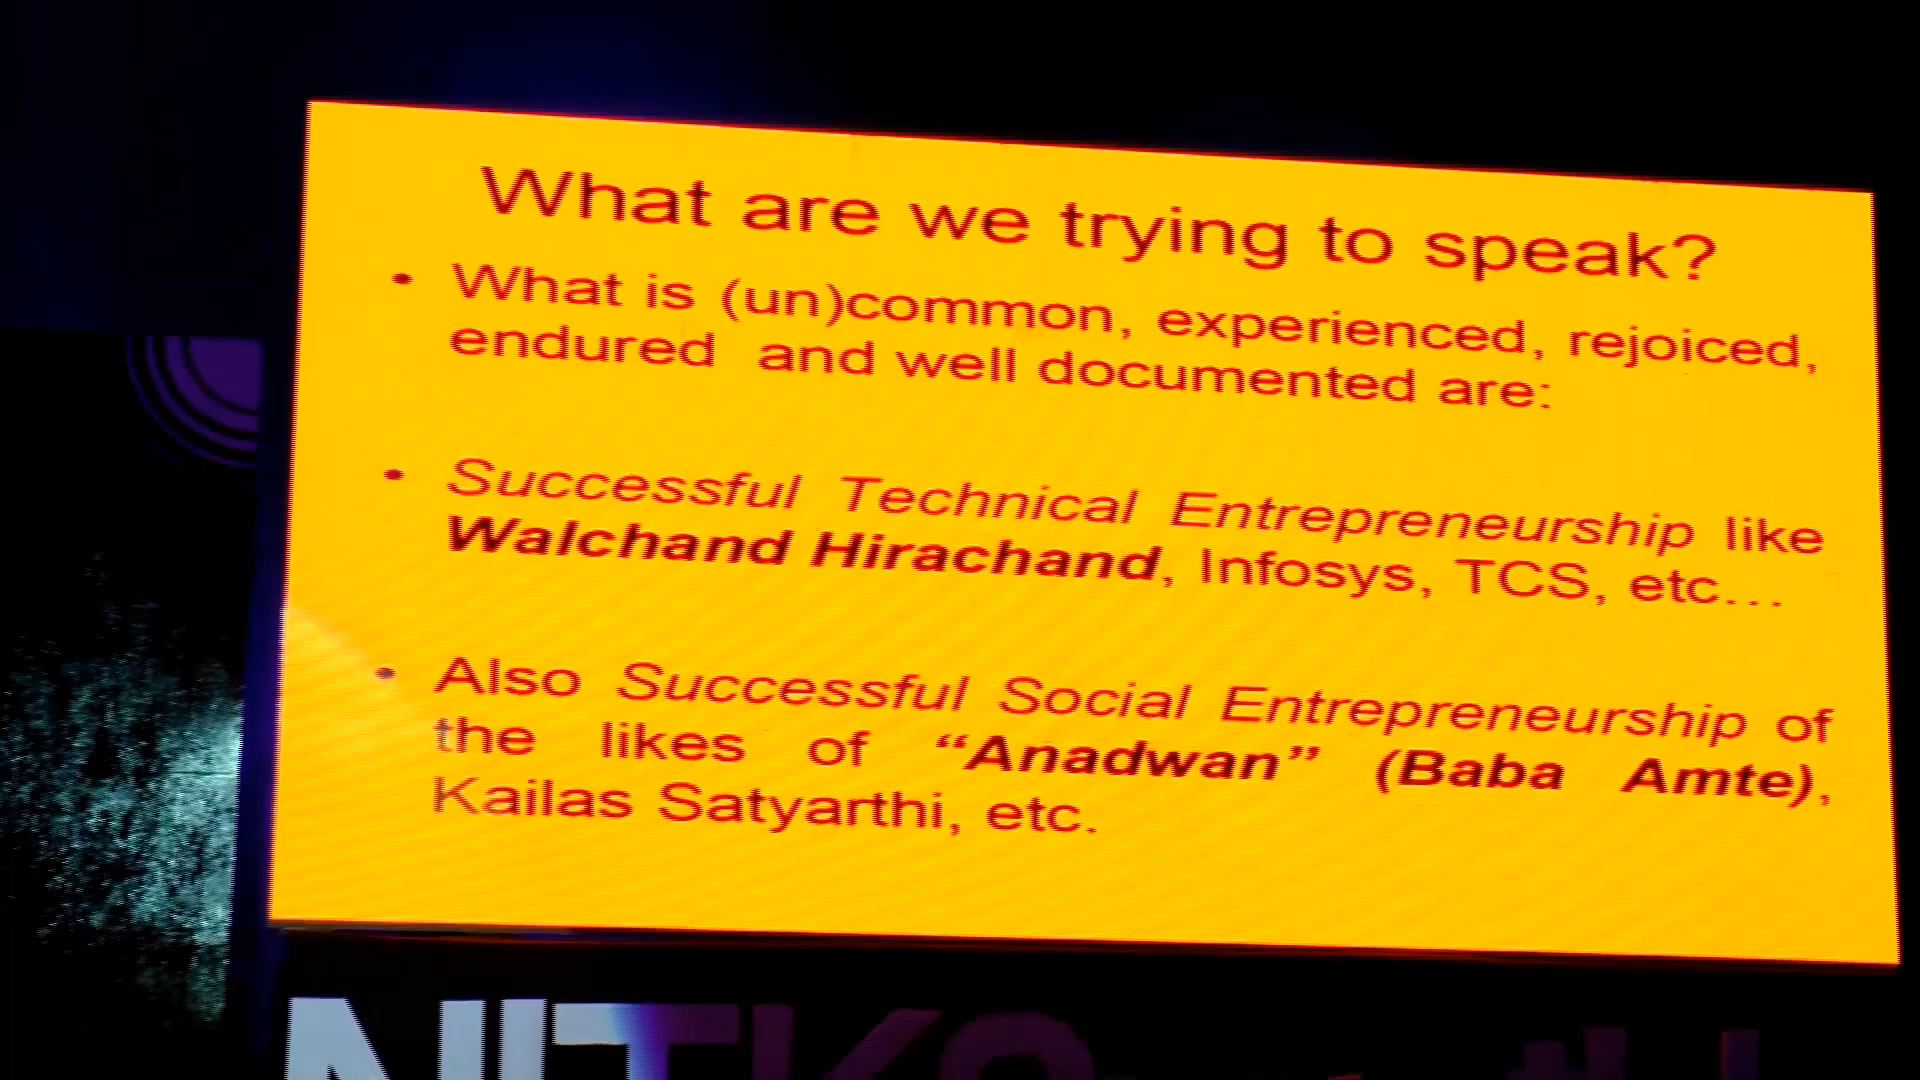 What are we trying to speak?
• What is (un)common, experienced, rejoiced,
endured and well documented are:
• Successful Technical Entrepreneurship like
Walchand Hirachand, Infosys, TCS, etc...
• Also Successful Social Entrepreneurship of
the likes of “Anadwan” (Baba Amte),
Kailas Satyarthi, etc.